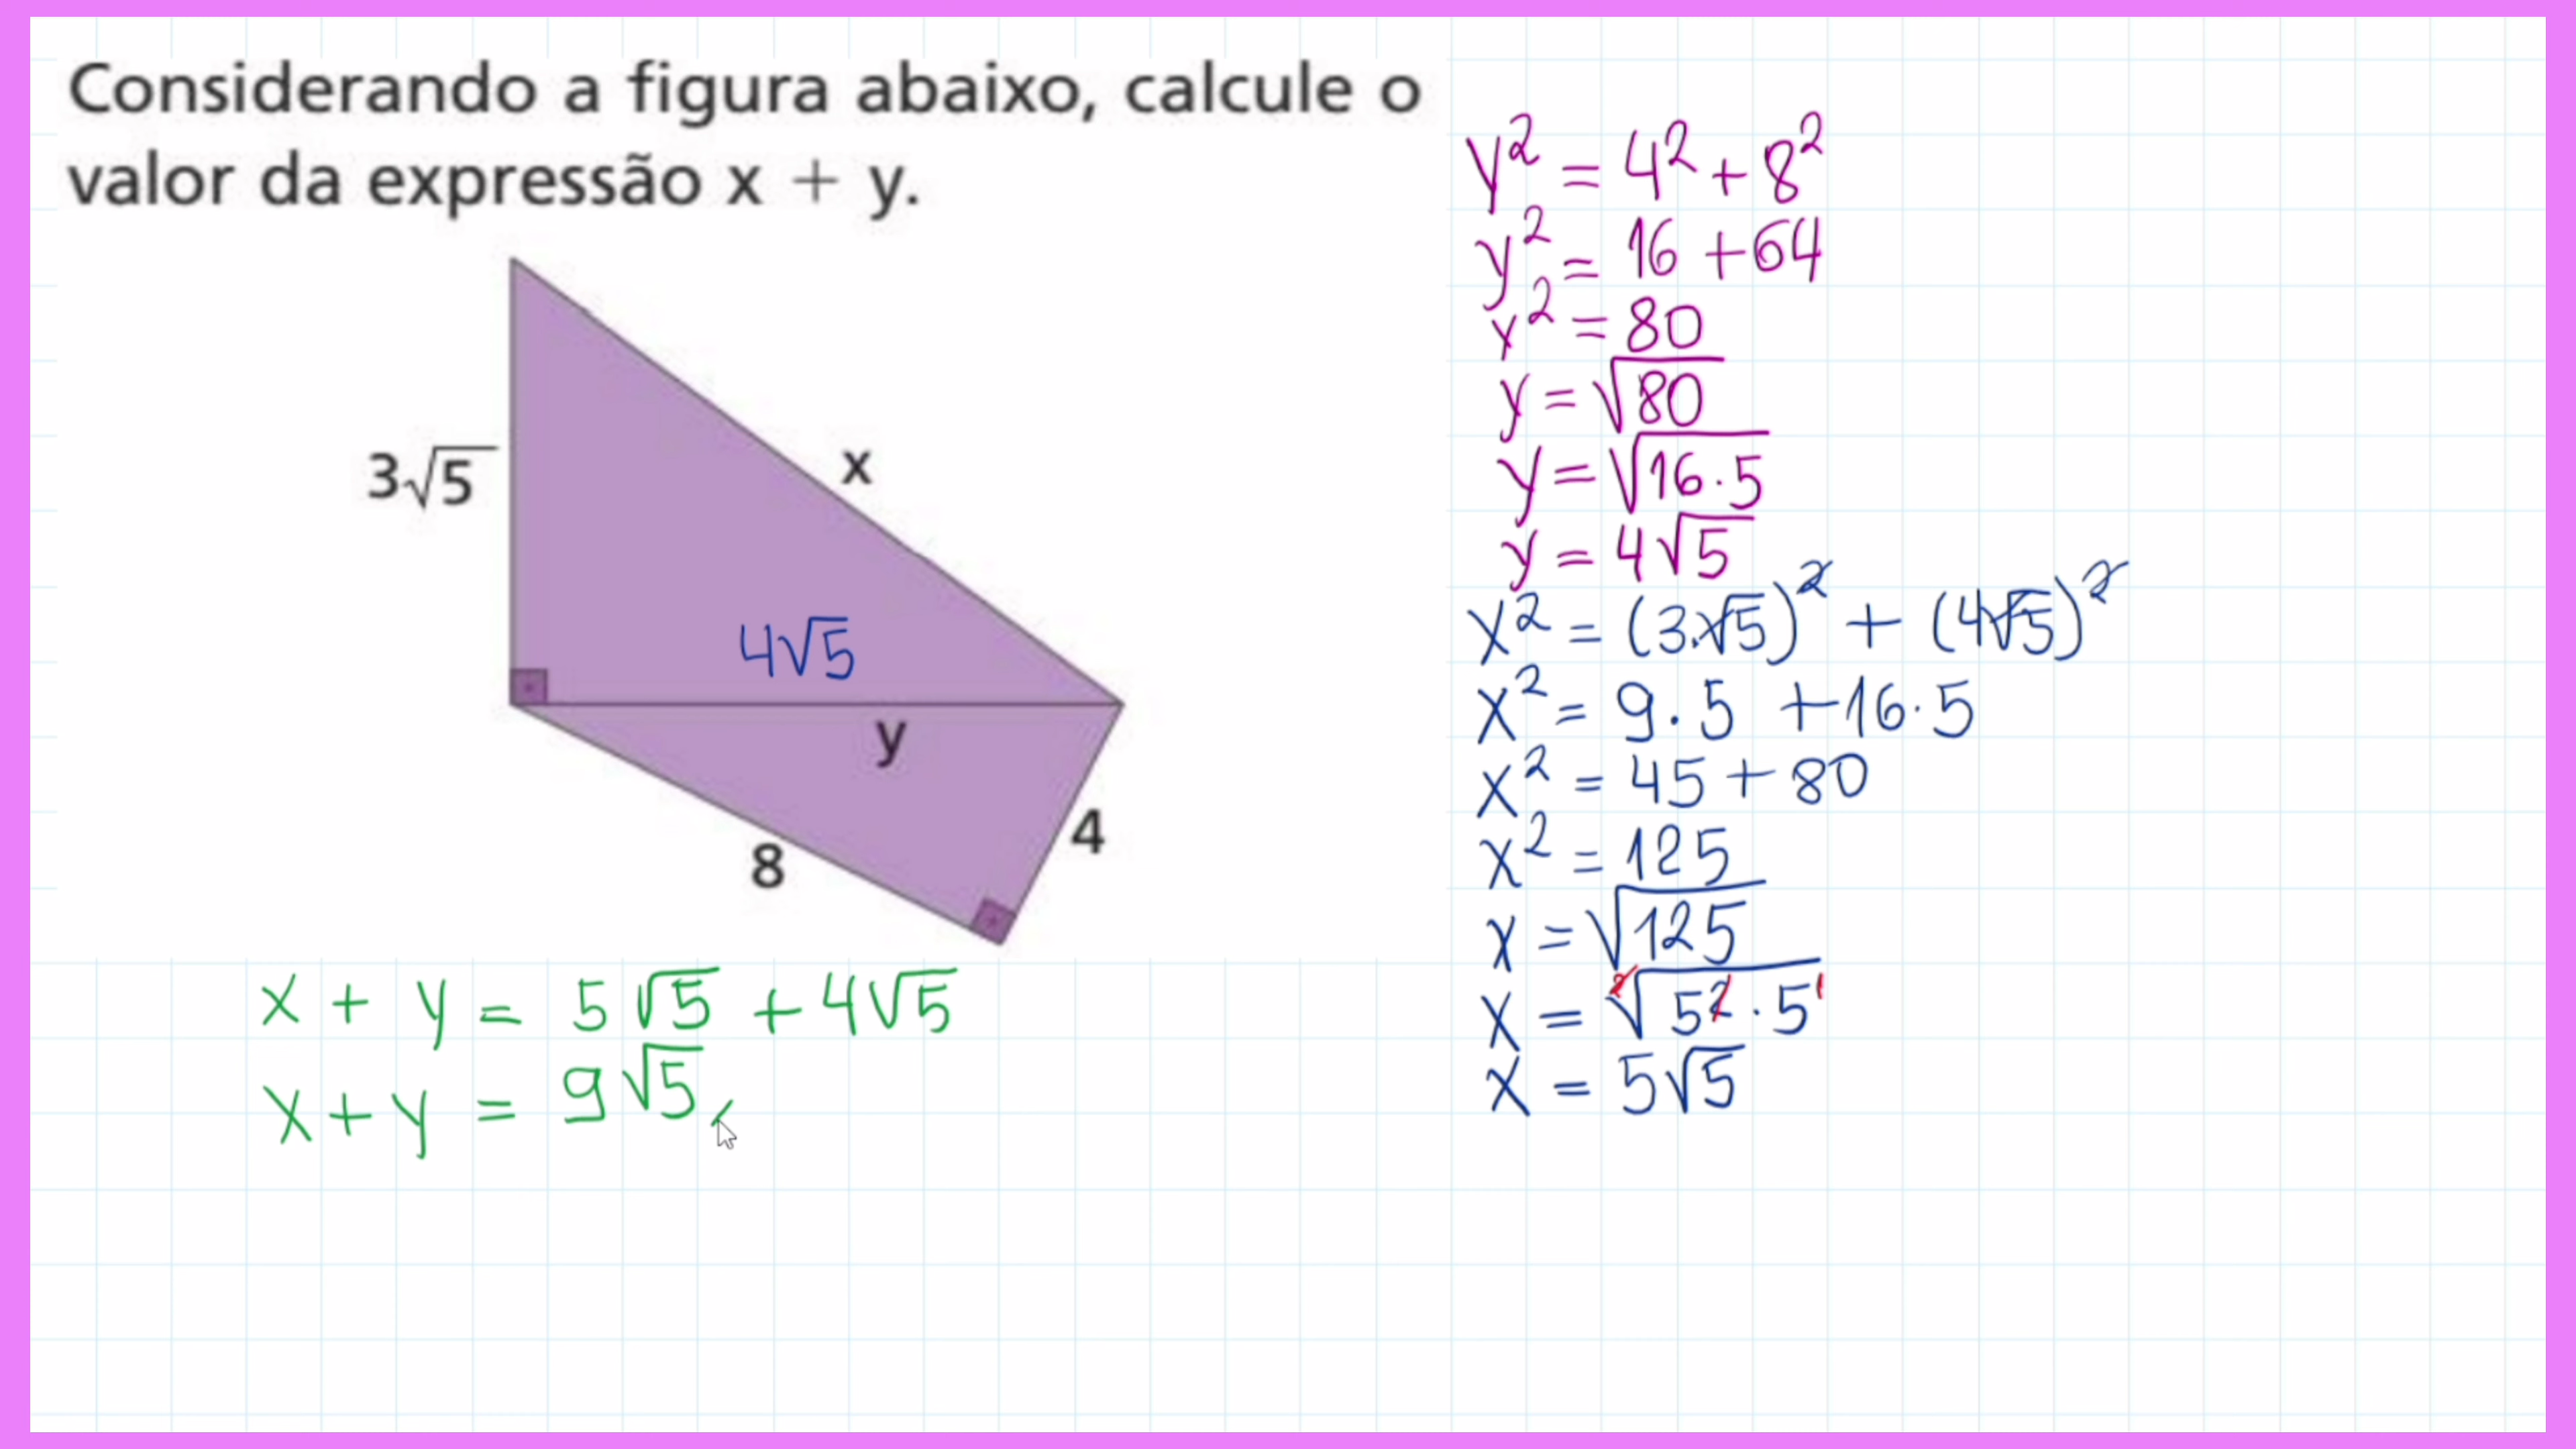 Considerando a figura abaixo, calcule o
valor da expressão x + y.
3√5
x
4√5
y
8
4
x + y = 5√5 + 4√5
x + y = 9√5
y² = 4² + 8²
y² = 16 + 64
y² = 80
y = √80
y = √16·5
y = 4√5
x² = (3·√5)² + (4√5)²
x² = 9·5 + 16·5
x² = 45 + 80
x² = 125
x = √125
x = ²√5²·5¹
x = 5√5